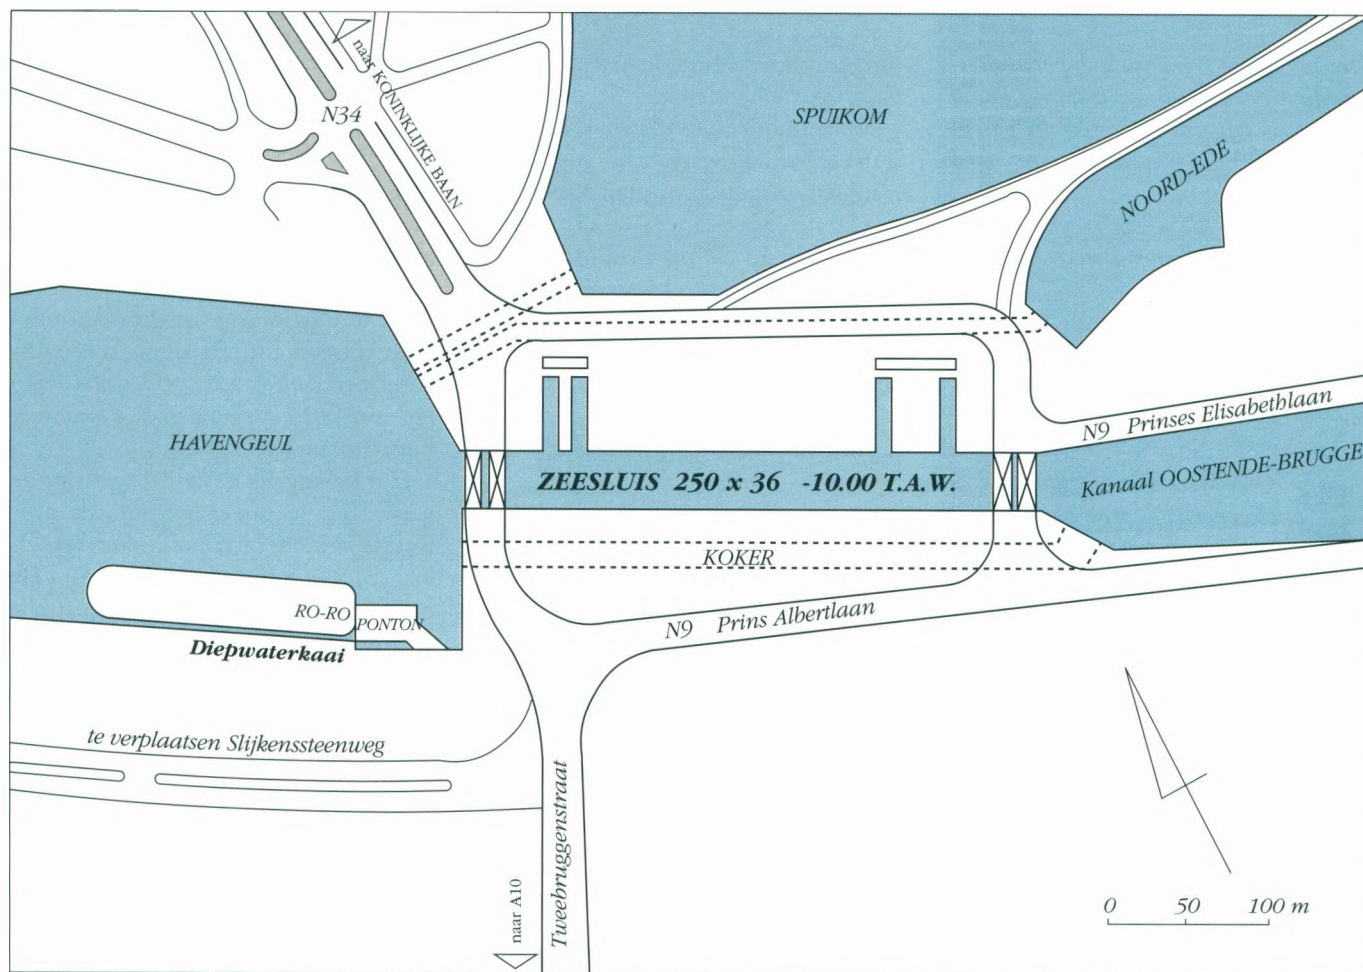 N34
naar KONINKLIJKE BAAN
SPUIKOM
NOORD-EDE
HAVENGEUL
N9 Prinses Elisabethlaan
ZEESLUIS 250 x 36 -10.00 T.A.W.
Kanaal OOSTENDE-BRUGGE
KOKER
RO-RO
PONTON
N9 Prins Albertlaan
Diepwaterkaai
te verplaatsen Slijkenssteenweg
Tweebruggenstraat
naar A10
0 50 100 m